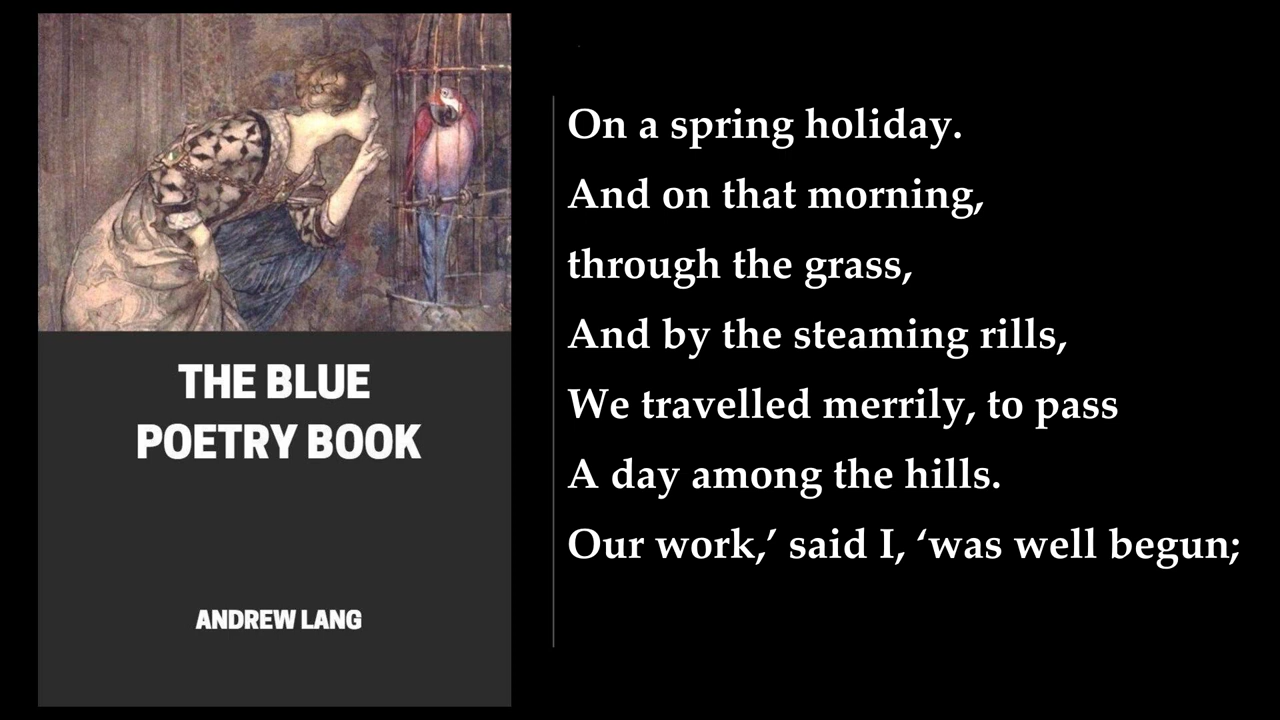 THE BLUE
POETRY BOOK
ANDREW LANG
On a spring holiday.
And on that morning,
through the grass,
And by the steaming rills,
We travelled merrily, to pass
A day among the hills.
Our work,’ said I, ‘was well begun;